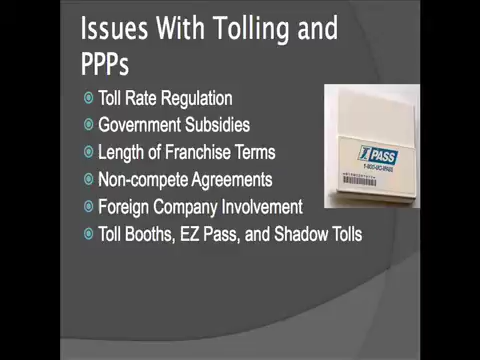 Issues With Tolling and
PPPs
Toll Rate Regulation
Government Subsidies
Length of Franchise Terms
Non-compete Agreements
Foreign Company Involvement
Toll Booths, EZ Pass, and Shadow Tolls
I PASS